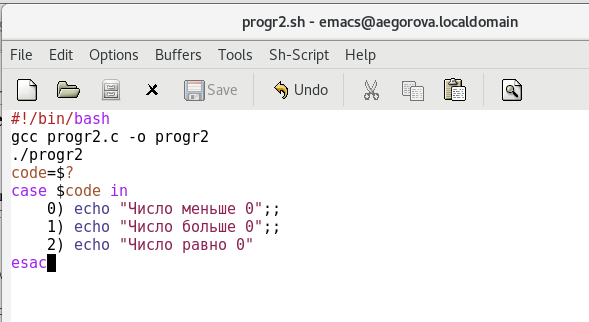 progr2.sh - emacs@aegorova.localdomain
File Edit Options Buffers Tools Sh-Script Help
Save Undo
#!/bin/bash
gcc progr2.c -o progr2
./progr2
code=$?
case $code in
    0) echo "Число меньше 0";;
    1) echo "Число больше 0";;
    2) echo "Число равно 0"
esac